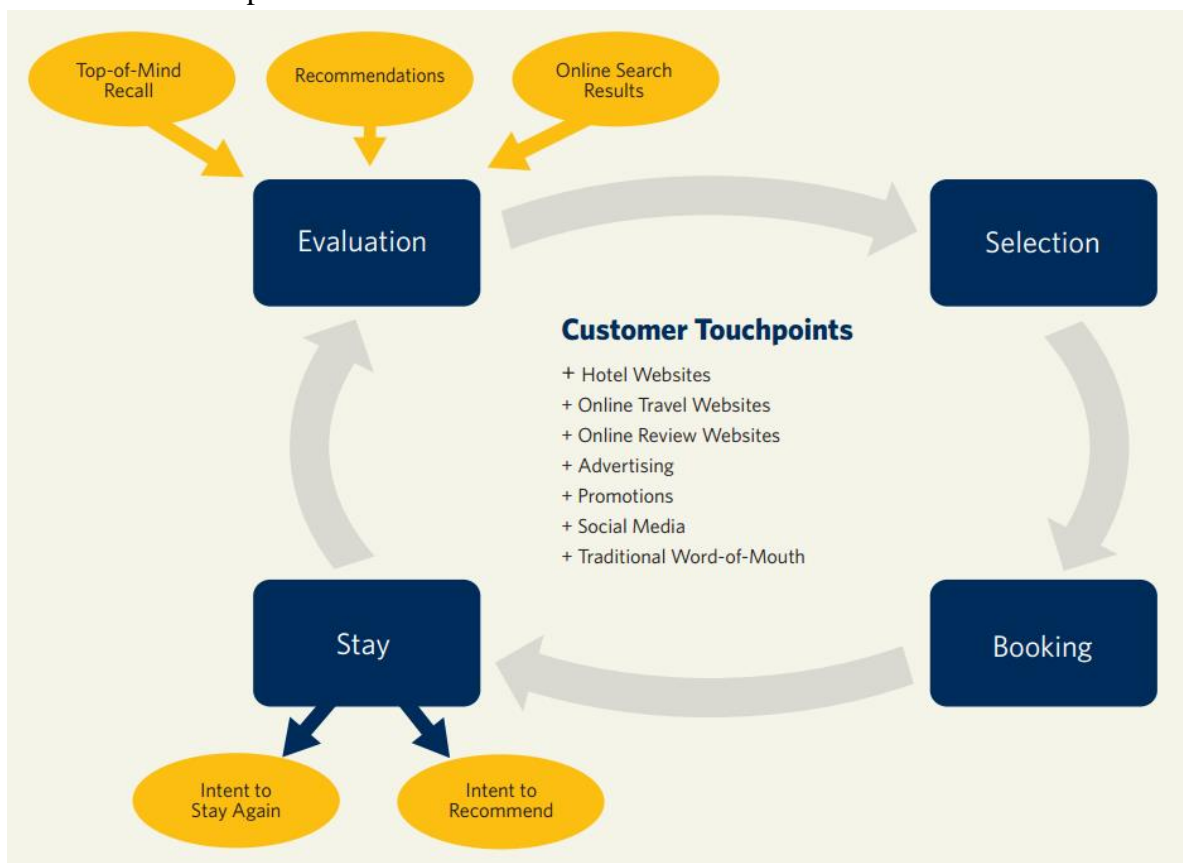 Top-of-Mind
Recall
Recommendations
Online Search
Results
Evaluation
Selection
Customer Touchpoints
+ Hotel Websites
+ Online Travel Websites
+ Online Review Websites
+ Advertising
+ Promotions
+ Social Media
+ Traditional Word-of-Mouth
Stay
Booking
Intent to
Stay Again
Intent to
Recommend